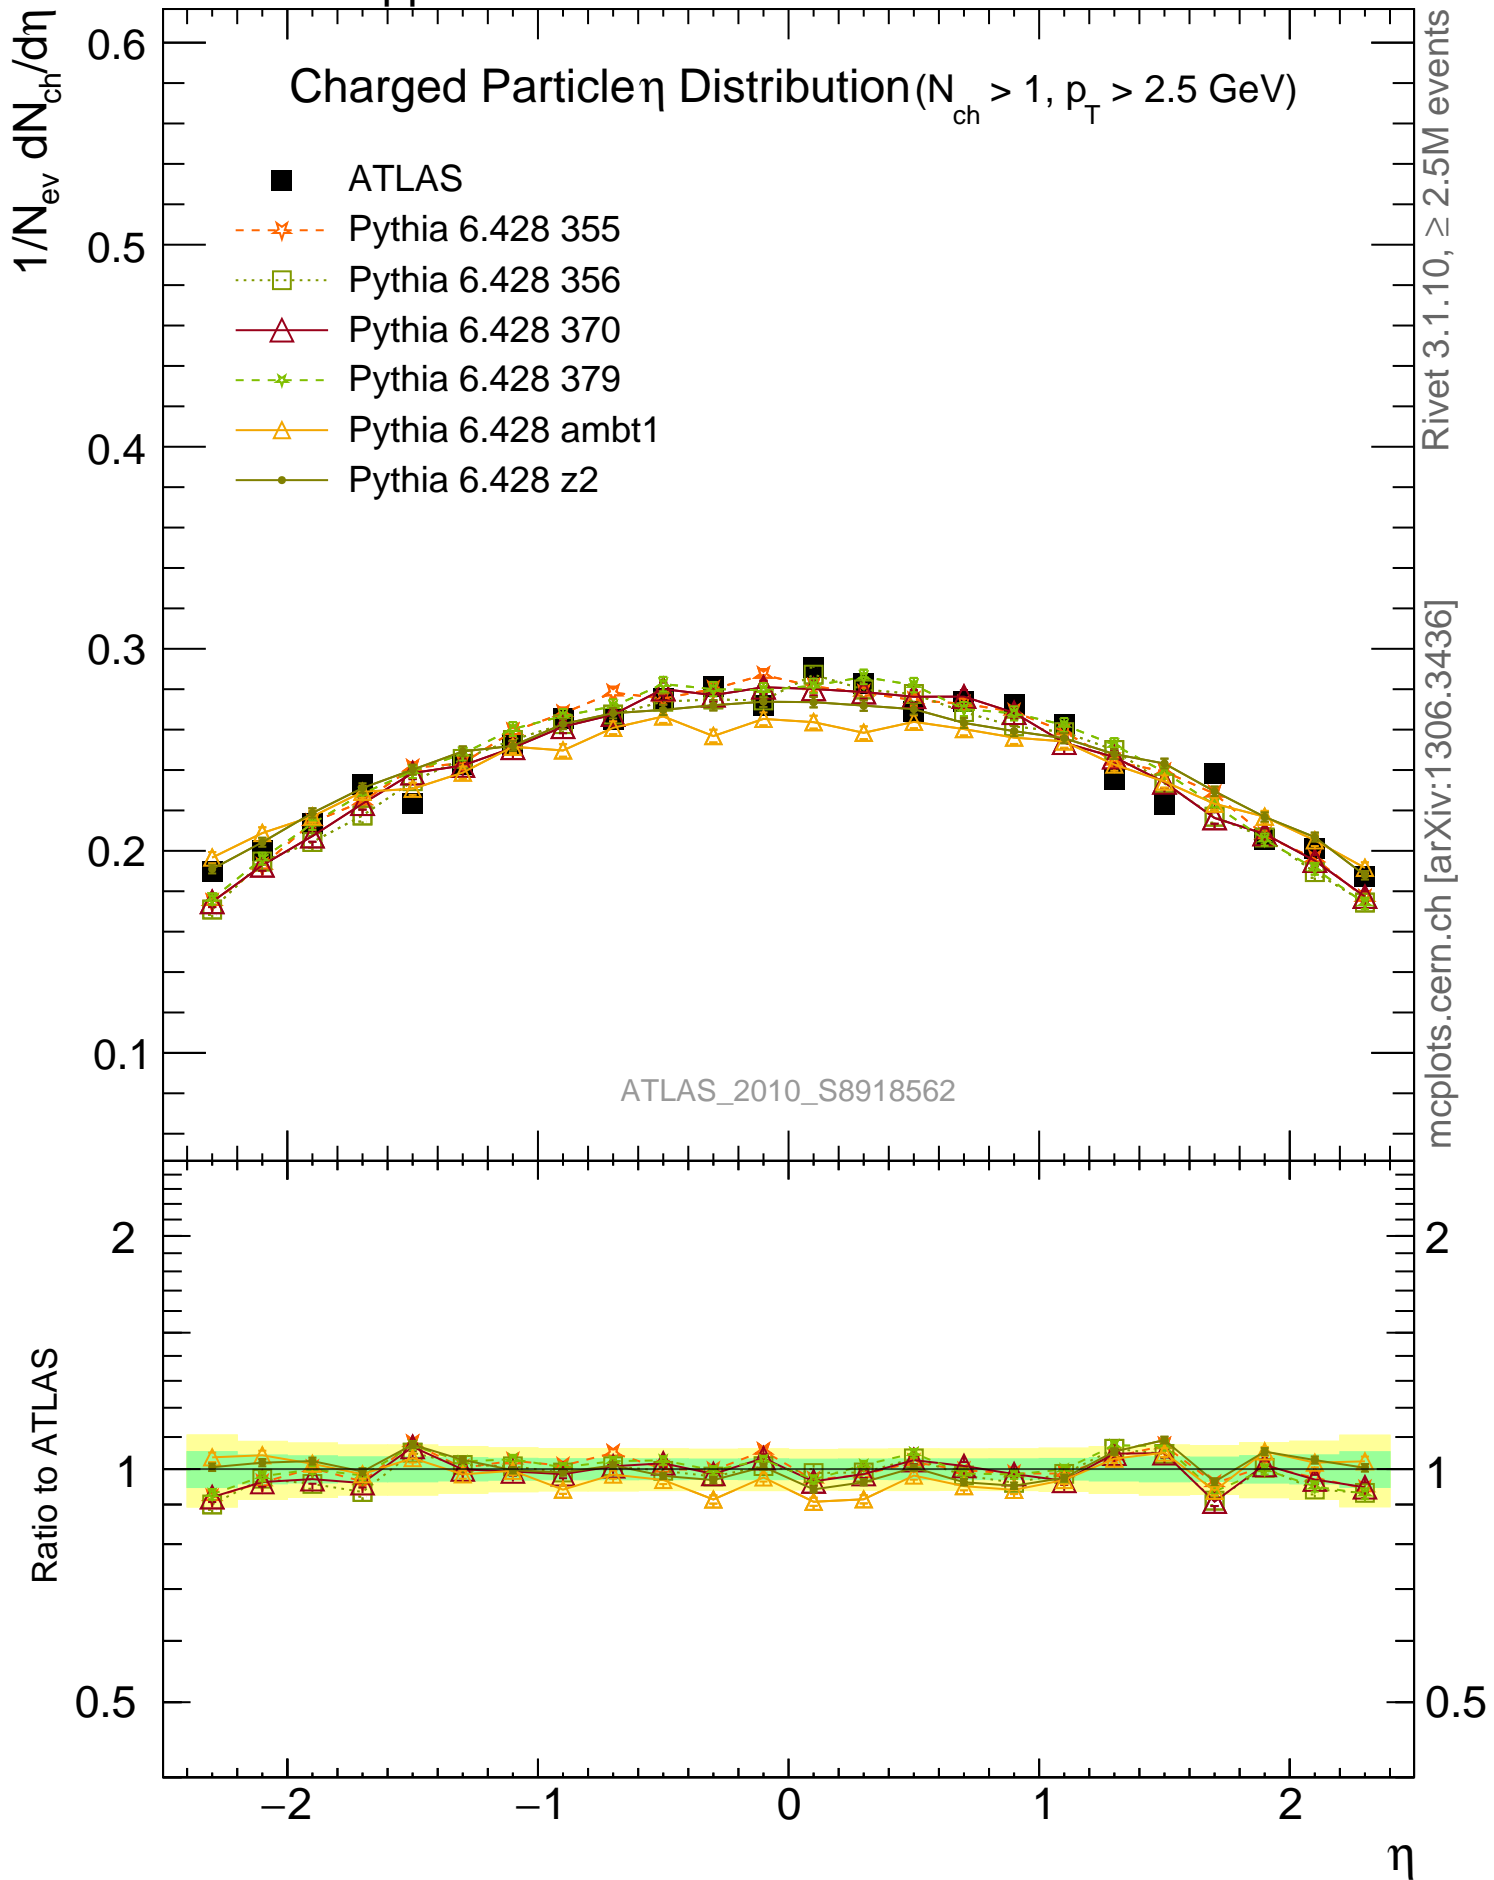 Charged Particle η Distribution (N_ch > 1, p_T > 2.5 GeV)
1/N_ev dN_ch/dη
0.6
0.5
0.4
0.3
0.2
0.1
ATLAS
Pythia 6.428 355
Pythia 6.428 356
Pythia 6.428 370
Pythia 6.428 379
Pythia 6.428 ambt1
Pythia 6.428 z2
ATLAS_2010_S8918562
Rivet 3.1.10, ≥ 2.5M events
mcplots.cern.ch [arXiv:1306.3436]
Ratio to ATLAS
2
1
0.5
2
1
0.5
−2
−1
0
1
2
η